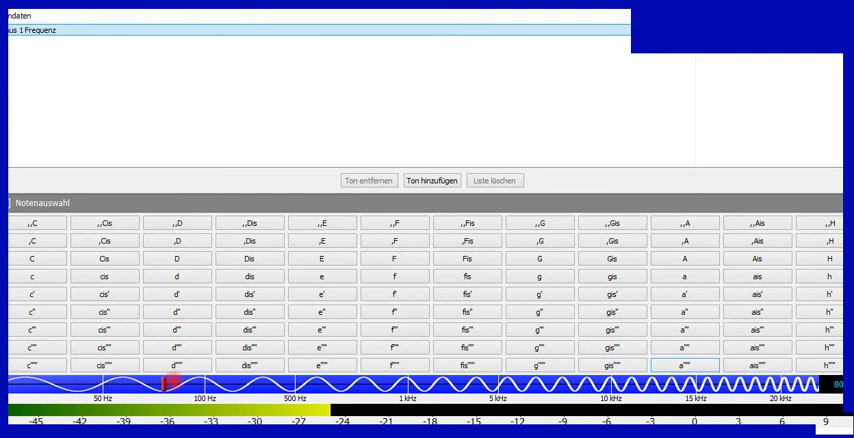 ndaten
us 1 Frequenz
Ton entfernen Ton hinzufügen Liste löschen
] Notenauswahl
,,C ,,Cis ,,D ,,Dis ,,E ,,F ,,Fis ,,G ,,Gis ,,A ,,Ais ,,H
,C ,Cis ,D ,Dis ,E ,F ,Fis ,G ,Gis ,A ,Ais ,H
C Cis D Dis E F Fis G Gis A Ais H
c cis d dis e f fis g gis a ais h
c' cis' d' dis' e' f' fis' g' gis' a' ais' h'
c'' cis'' d'' dis'' e'' f'' fis'' g'' gis'' a'' ais'' h''
c''' cis''' d''' dis''' e''' f''' fis''' g''' gis''' a''' ais''' h'''
c'''' cis'''' d'''' dis'''' e'''' f'''' fis'''' g'''' gis'''' a'''' ais'''' h''''
c''''' cis''''' d''''' dis''''' e''''' f''''' fis''''' g''''' gis''''' a''''' ais''''' h'''''
80
50 Hz 100 Hz 500 Hz 1 kHz 5 kHz 10 kHz 15 kHz 20 kHz
-45 -42 -39 -36 -33 -30 -27 -24 -21 -18 -15 -12 -9 -6 -3 0 3 6 9